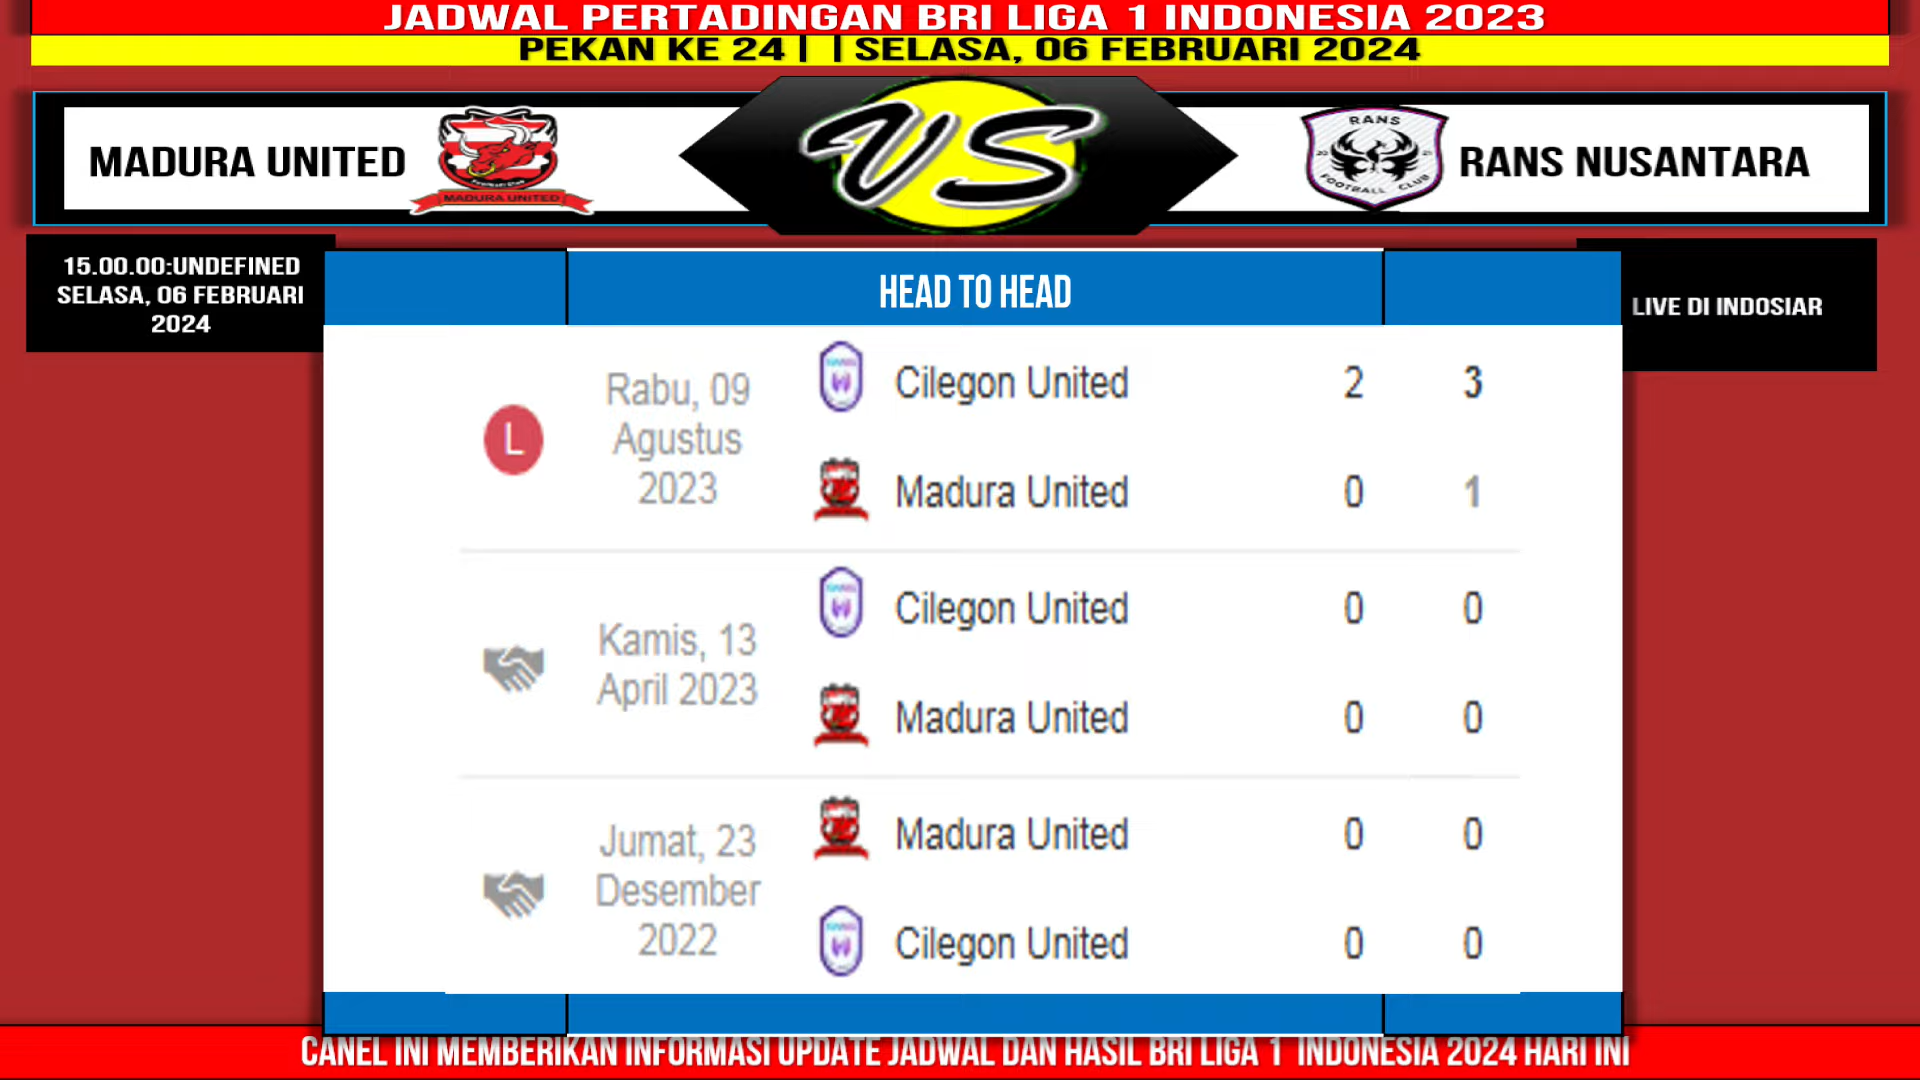 JADWAL PERTADINGAN BRI LIGA 1 INDONESIA 2023
PEKAN KE 24 | | SELASA, 06 FEBRUARI 2024
MADURA UNITED
MADURA UNITED
VS
RANS
FOOTBALL CLUB
RANS NUSANTARA
15.00.00:UNDEFINED
SELASA, 06 FEBRUARI
2024
HEAD TO HEAD
LIVE DI INDOSIAR
L
Rabu, 09
Agustus
2023
Cilegon United 2 3
Madura United 0 1
Kamis, 13
April 2023
Cilegon United 0 0
Madura United 0 0
Jumat, 23
Desember
2022
Madura United 0 0
Cilegon United 0 0
CANEL INI MEMBERIKAN INFORMASI UPDATE JADWAL DAN HASIL BRI LIGA 1 INDONESIA 2024 HARI INI